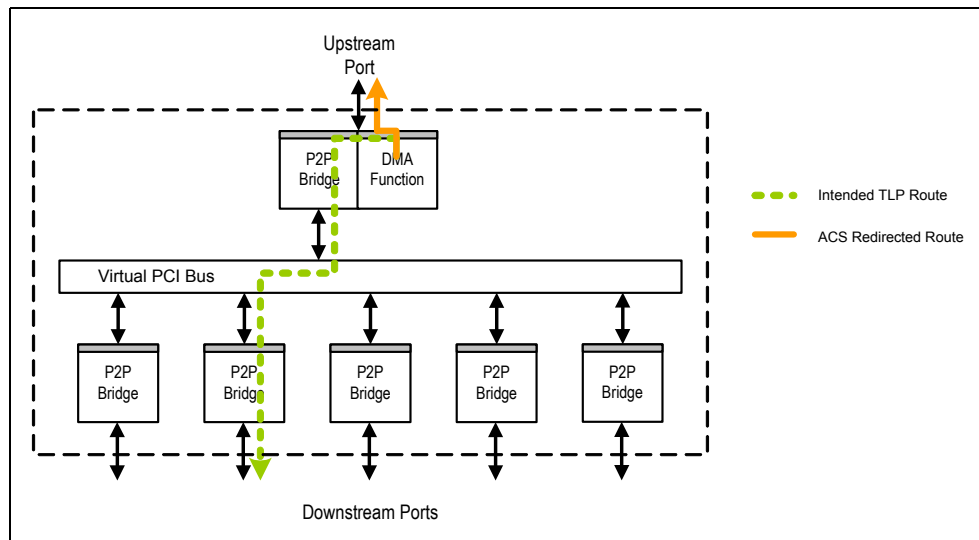 Upstream
Port
P2P
Bridge
DMA
Function
Intended TLP Route
ACS Redirected Route
Virtual PCI Bus
P2P
Bridge
P2P
Bridge
P2P
Bridge
P2P
Bridge
P2P
Bridge
Downstream Ports